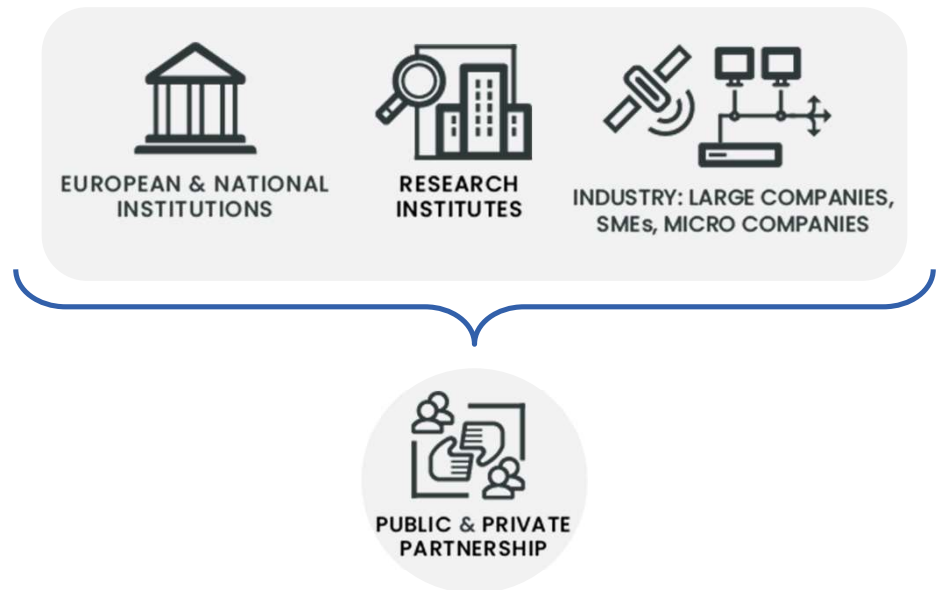 EUROPEAN & NATIONAL
INSTITUTIONS
RESEARCH
INSTITUTES
INDUSTRY: LARGE COMPANIES,
SMEs, MICRO COMPANIES
PUBLIC & PRIVATE
PARTNERSHIP